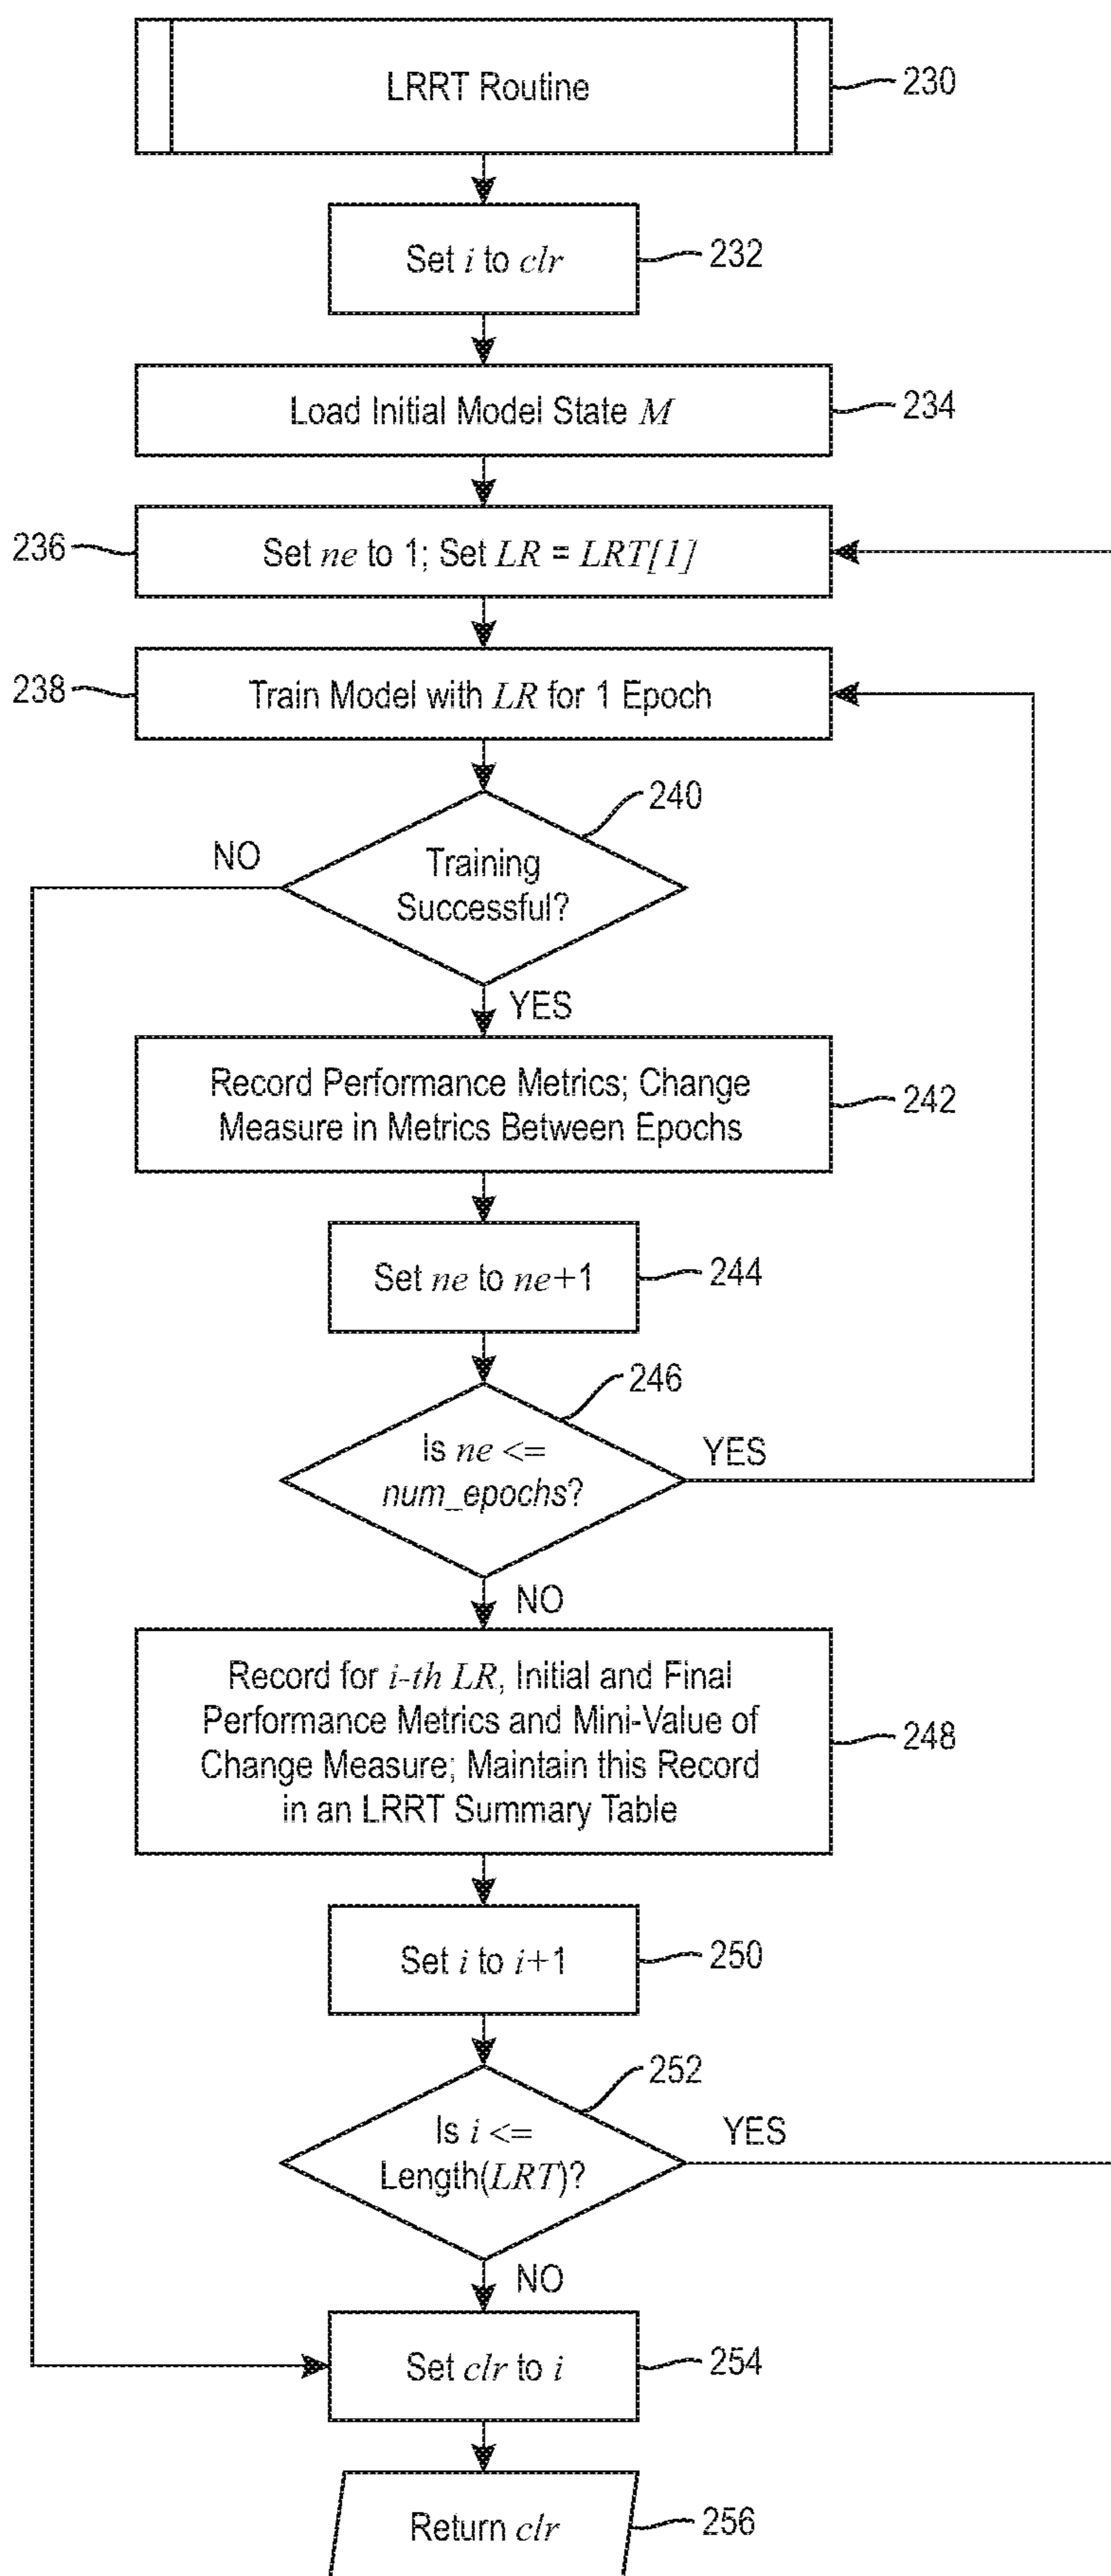 LRRT Routine
230
Set i to clr
232
Load Initial Model State M
234
236
Set ne to 1; Set LR = LRT[1]
238
Train Model with LR for 1 Epoch
240
NO
Training
Successful?
YES
Record Performance Metrics; Change
Measure in Metrics Between Epochs
242
Set ne to ne+1
244
246
Is ne <=
num_epochs?
YES
NO
Record for i-th LR, Initial and Final
Performance Metrics and Mini-Value of
Change Measure; Maintain this Record
in an LRRT Summary Table
248
Set i to i+1
250
252
Is i <=
Length(LRT)?
YES
NO
Set clr to i
254
Return clr
256